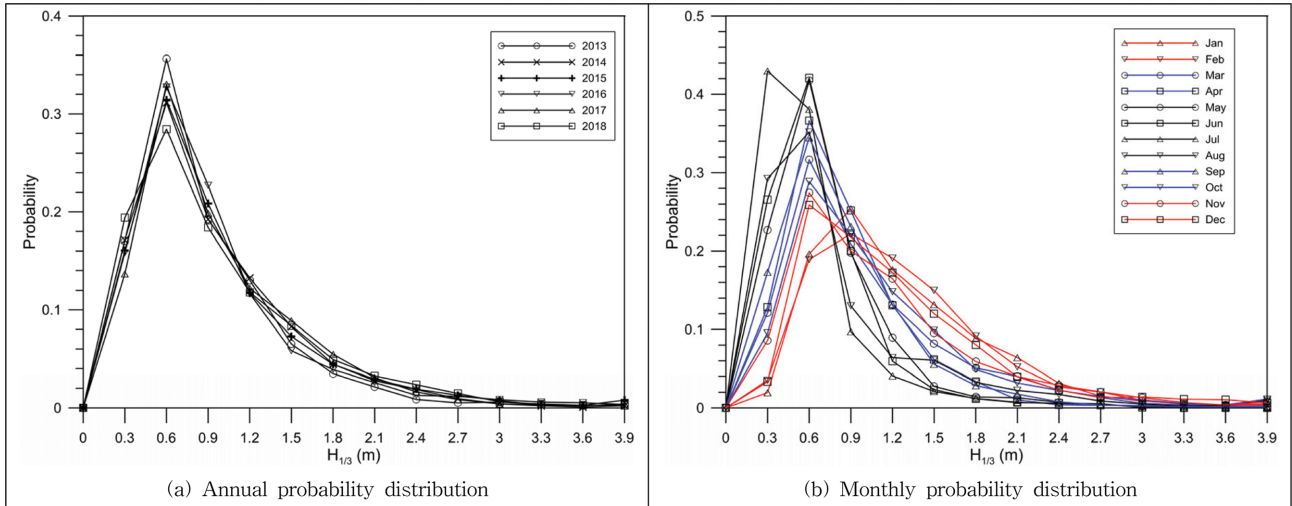 0.4
0.3
0.2
0.1
0
Probability
0 0.3 0.6 0.9 1.2 1.5 1.8 2.1 2.4 2.7 3 3.3 3.6 3.9
H1/3 (m)
2013
2014
2015
2016
2017
2018
(a) Annual probability distribution
0.5
0.4
0.3
0.2
0.1
0
Probability
0 0.3 0.6 0.9 1.2 1.5 1.8 2.1 2.4 2.7 3 3.3 3.6 3.9
H1/3 (m)
Jan
Feb
Mar
Apr
May
Jun
Jul
Aug
Sep
Oct
Nov
Dec
(b) Monthly probability distribution